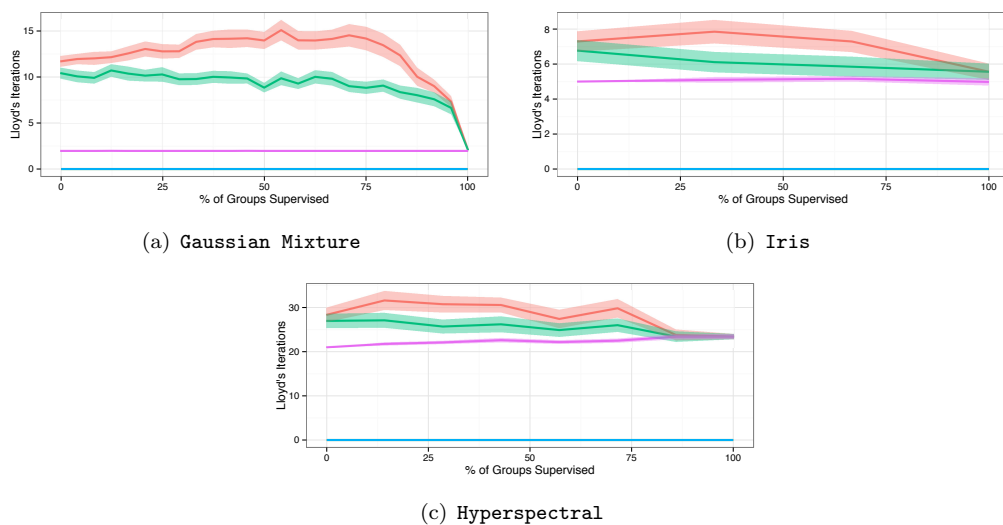 15
10
5
0
Lloyd's Iterations
0 25 50 75 100
% of Groups Supervised
(a) Gaussian Mixture
8
6
4
2
0
Lloyd's Iterations
0 25 50 75 100
% of Groups Supervised
(b) Iris
30
20
10
0
Lloyd's Iterations
0 25 50 75 100
% of Groups Supervised
(c) Hyperspectral